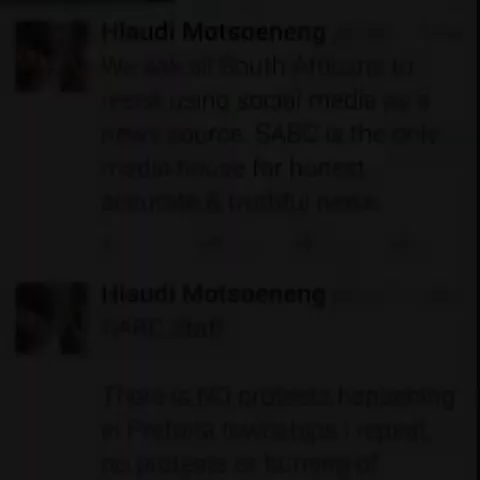 Hlaudi Motsoeneng
We ask all South Africans to
resist using social media as a
news source. SABC is the only
media house for honest
accurate & truthful news.
Hlaudi Motsoeneng
SABC Staff
There is NO protests happening
in Pretoria townships I repeat,
no protests or burning of